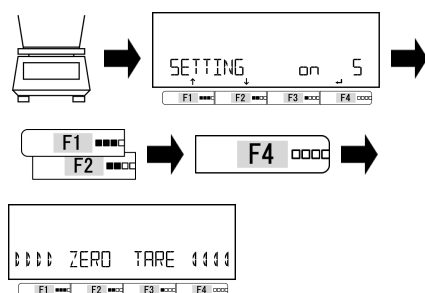 SETTING on 5
F1 F2 F3 F4
F1
F2
F4
ZERO TARE
F1 F2 F3 F4